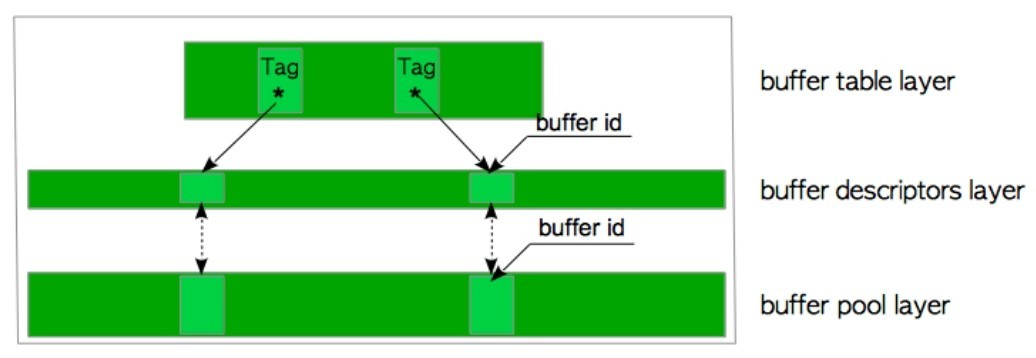 Tag
*
Tag
*
buffer table layer
buffer id
buffer descriptors layer
buffer id
buffer pool layer